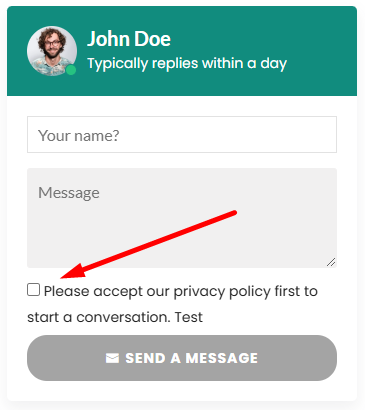 John Doe
Typically replies within a day
Your name?
Message
Please accept our privacy policy first to
start a conversation. Test
SEND A MESSAGE